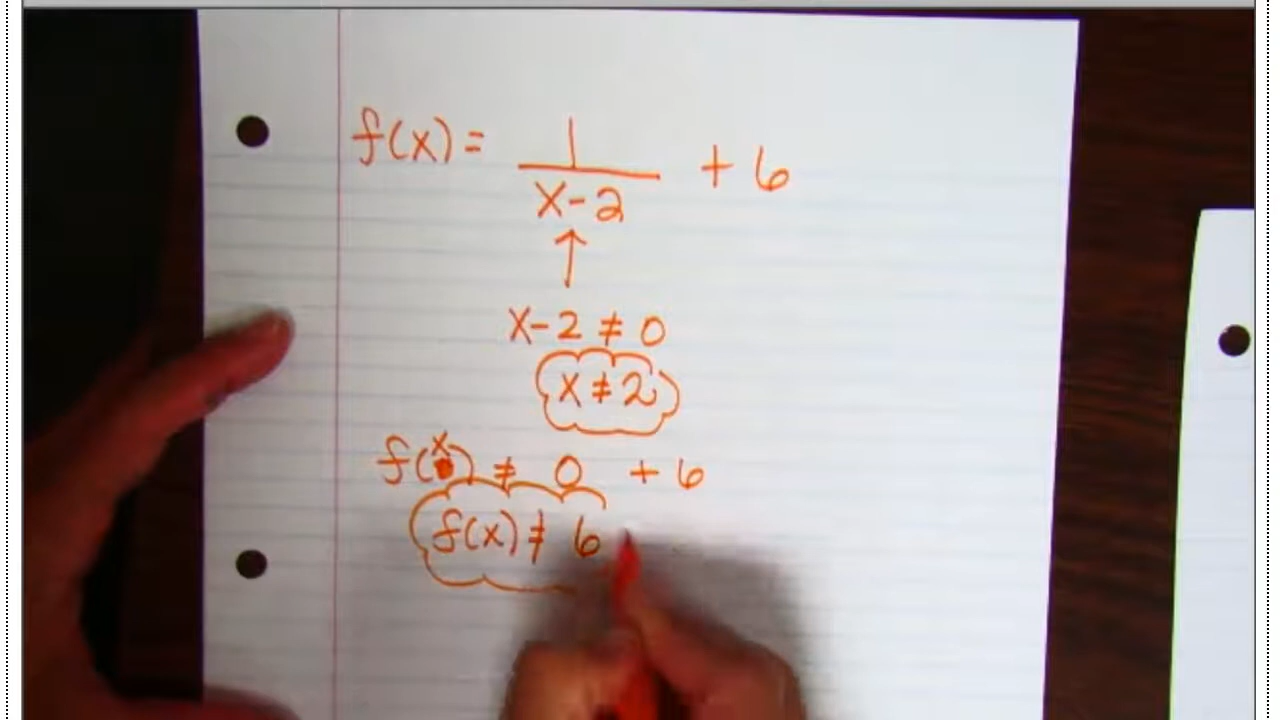 f(x) = 1/(x-2) + 6
↑
x-2 ≠ 0
x ≠ 2
f(x) ≠ 0 + 6
f(x) ≠ 6